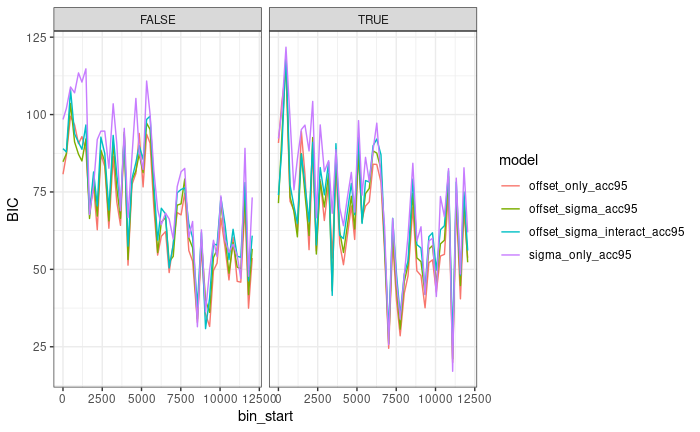 FALSE
TRUE
125
100
75
50
25
BIC
0
2500
5000
7500
10000
12500
0
2500
5000
7500
10000
12500
bin_start
model
offset_only_acc95
offset_sigma_acc95
offset_sigma_interact_acc95
sigma_only_acc95